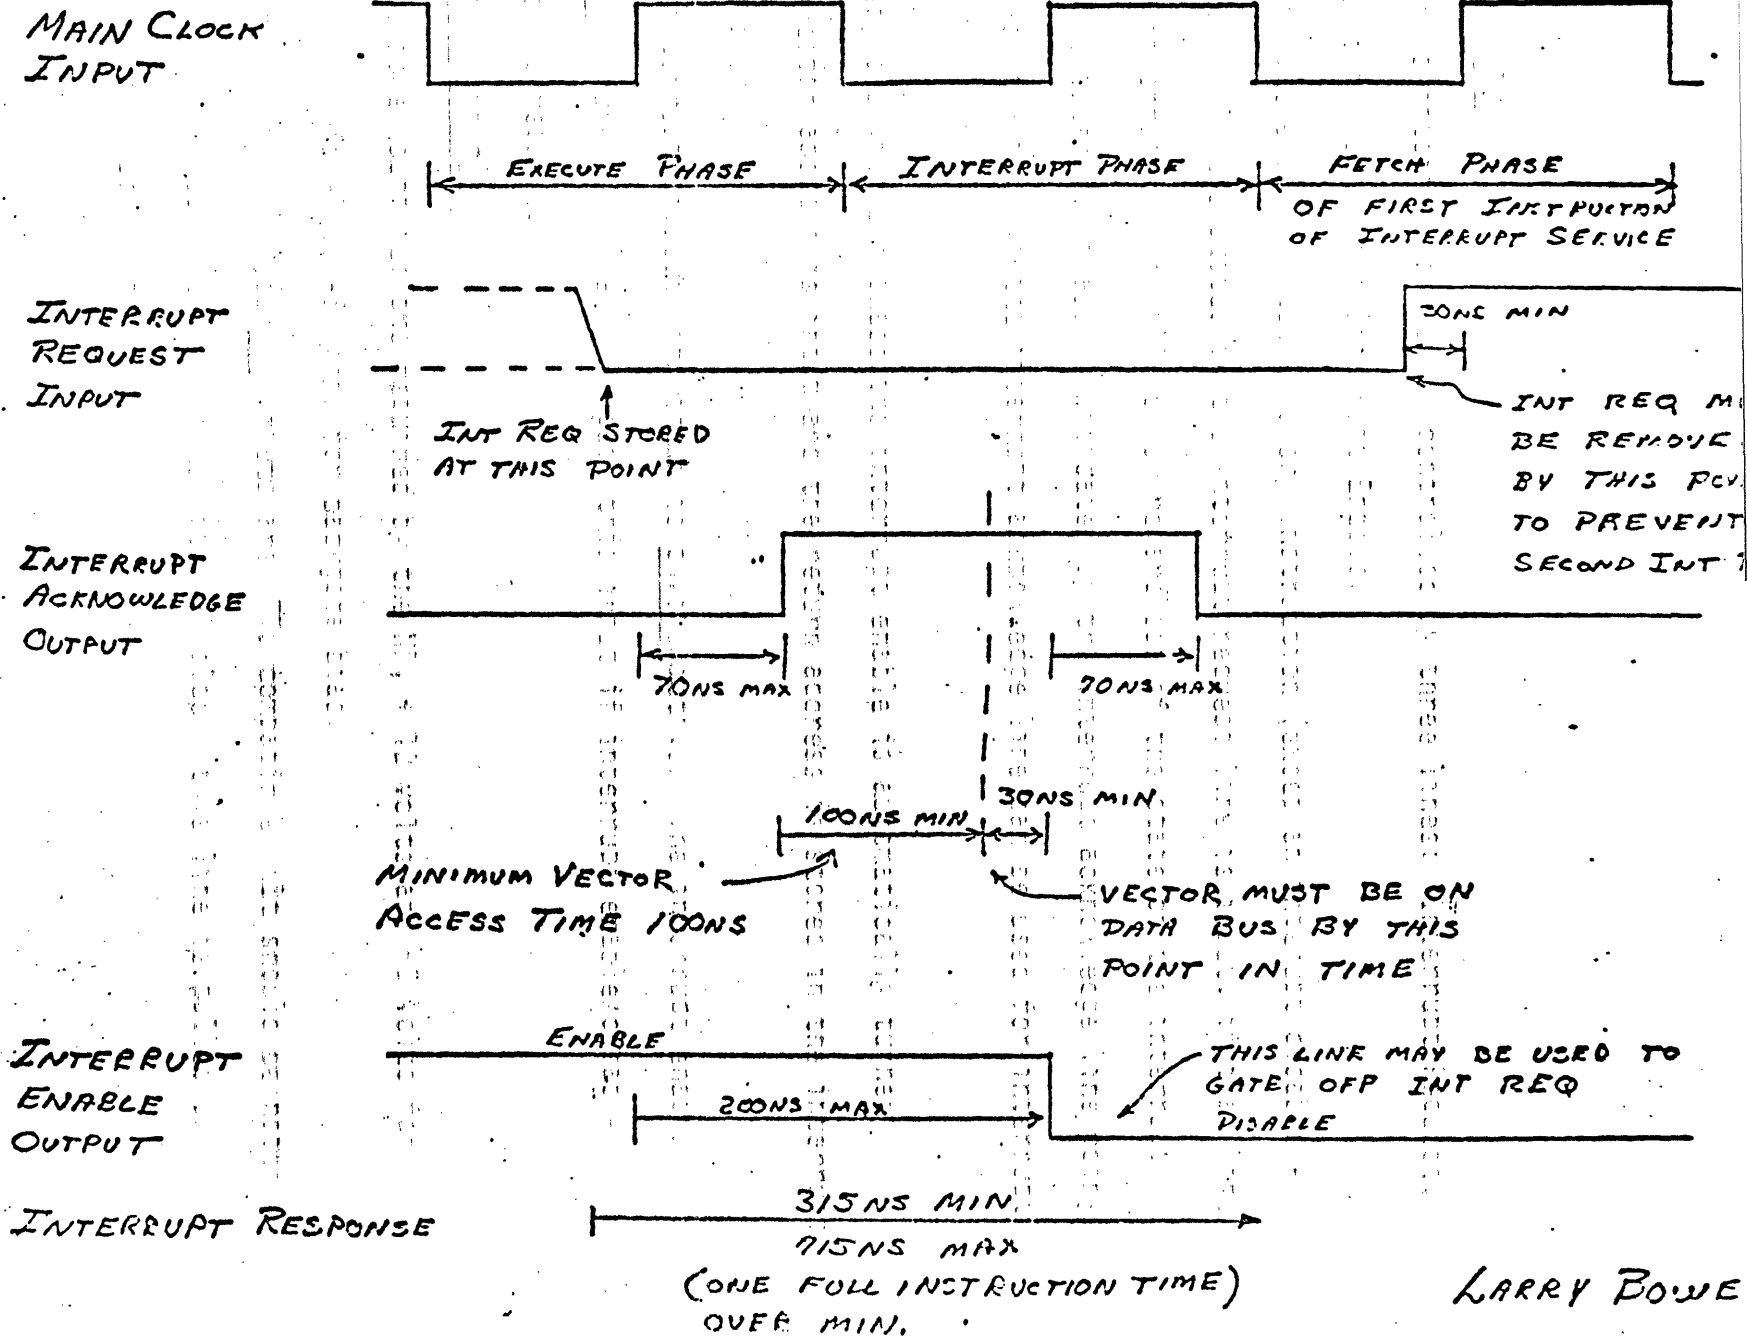 MAIN CLOCK
INPUT
EXECUTE PHASE
INTERRUPT PHASE
FETCH PHASE
OF FIRST INSTRUCTION
OF INTERRUPT SERVICE
INTERRUPT
REQUEST
INPUT
INT REQ STORED
AT THIS POINT
30NS MIN
INT REQ
BE REMOVE
BY THIS
TO PREVENT
SECOND INT
INTERRUPT
ACKNOWLEDGE
OUTPUT
70NS MAX
70NS MAX
100NS MIN
30NS MIN
MINIMUM VECTOR
ACCESS TIME 100NS
VECTOR MUST BE ON
DATA BUS BY THIS
POINT IN TIME
INTERRUPT
ENABLE
OUTPUT
ENABLE
200NS MAX
THIS LINE MAY BE USED TO
GATE OFF INT REQ
DISABLE
INTERRUPT RESPONSE
315NS MIN
715NS MAX
(ONE FULL INSTRUCTION TIME)
OVER MIN.
LARRY BOWE